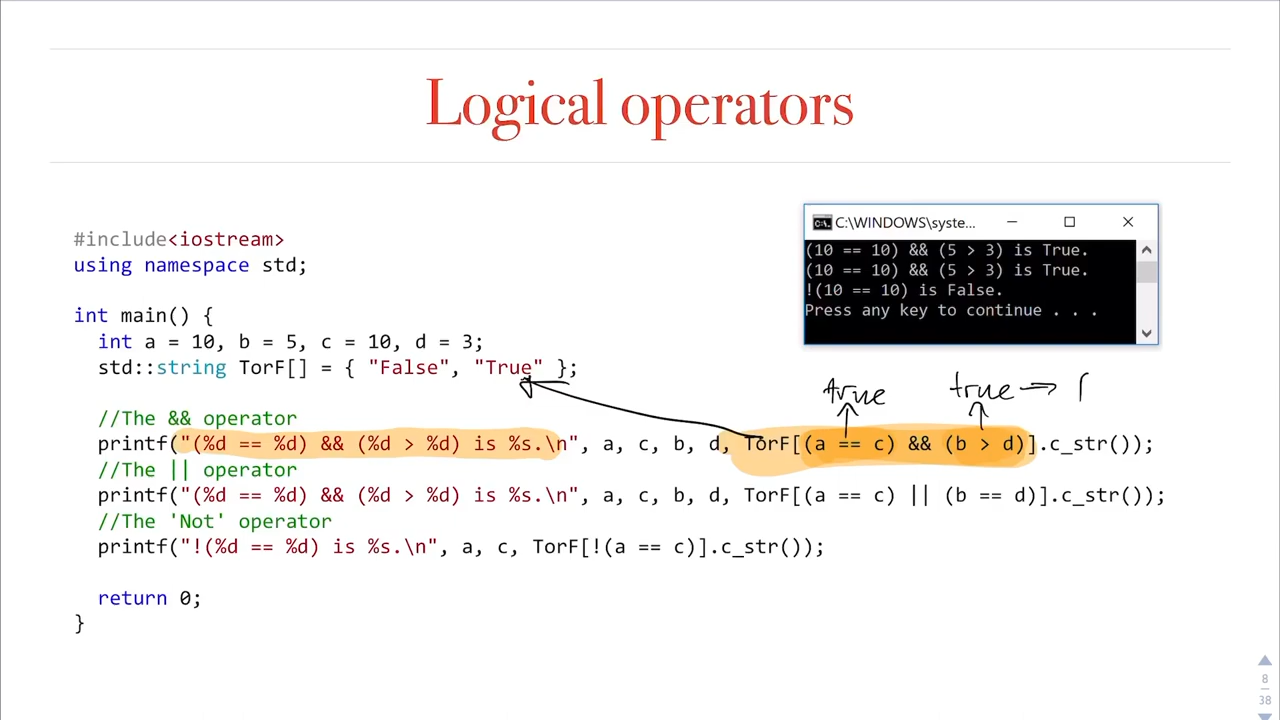 Logical operators
#include<iostream>
using namespace std;
C:\WINDOWS\syste...
(10 == 10) && (5 > 3) is True.
(10 == 10) && (5 > 3) is True.
!(10 == 10) is False.
Press any key to continue . . .
int main() {
int a = 10, b = 5, c = 10, d = 3;
std::string TorF[] = { "False", "True" };
true true → 1
//The && operator
printf("(%d == %d) && (%d > %d) is %s.\n", a, c, b, d, TorF[(a == c) && (b > d)].c_str());
//The || operator
printf("(%d == %d) && (%d > %d) is %s.\n", a, c, b, d, TorF[(a == c) || (b == d)].c_str());
//The 'Not' operator
printf("!(%d == %d) is %s.\n", a, c, TorF[!(a == c)].c_str());
return 0;
}
8
38